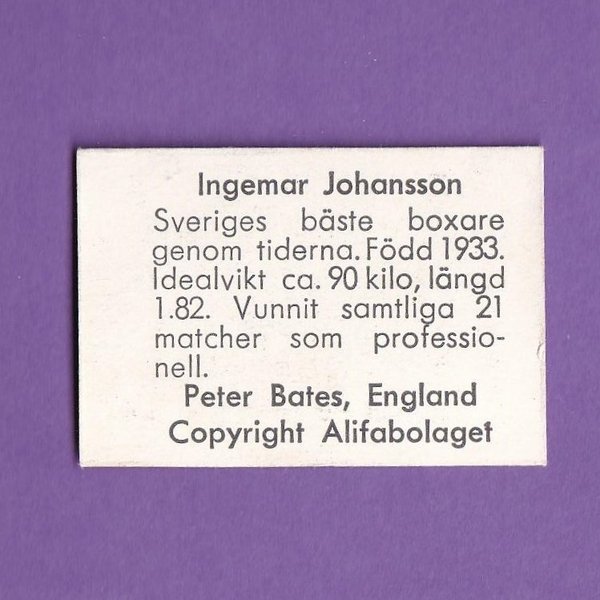 Ingemar Johansson
Sveriges bäste boxare
genom tiderna. Född 1933.
Idealvikt ca. 90 kilo, längd
1.82. Vunnit samtliga 21
matcher som professio-
nell.
Peter Bates, England
Copyright Alifabolaget